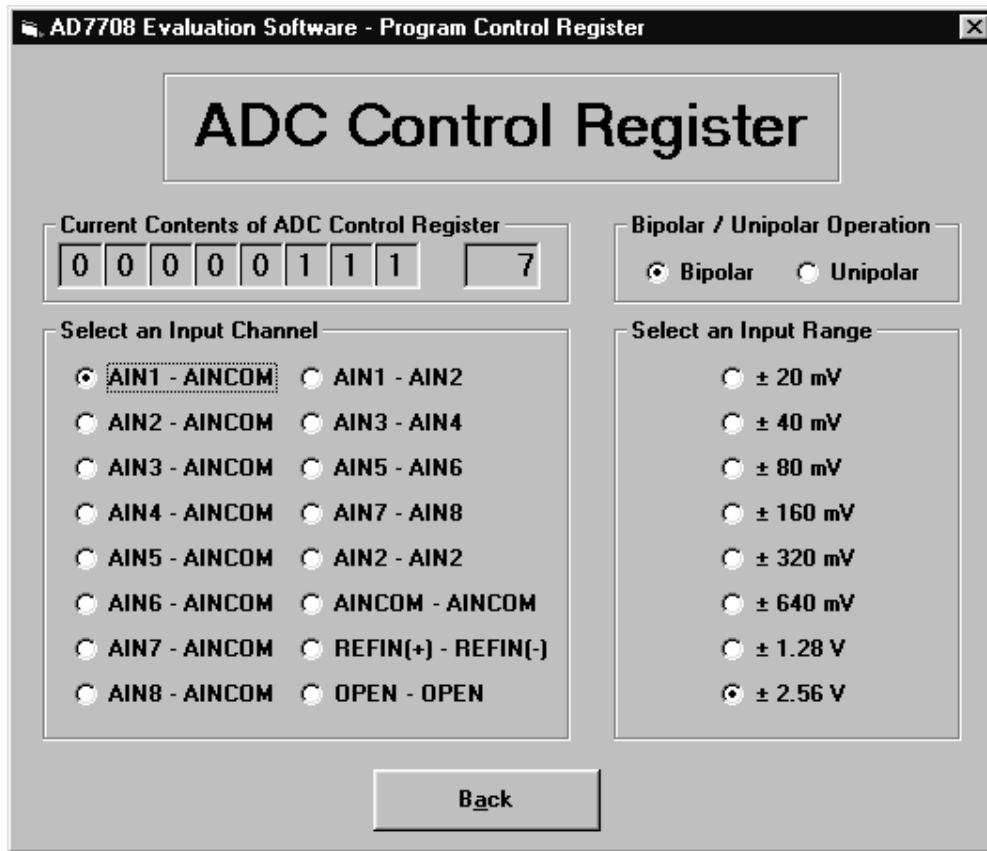 AD7708 Evaluation Software - Program Control Register
ADC Control Register
Current Contents of ADC Control Register
0 0 0 0 0 1 1 1 7
Bipolar / Unipolar Operation
Bipolar Unipolar
Select an Input Channel
AIN1 - AINCOM AIN1 - AIN2
AIN2 - AINCOM AIN3 - AIN4
AIN3 - AINCOM AIN5 - AIN6
AIN4 - AINCOM AIN7 - AIN8
AIN5 - AINCOM AIN2 - AIN2
AIN6 - AINCOM AINCOM - AINCOM
AIN7 - AINCOM REFIN(+) - REFIN(-)
AIN8 - AINCOM OPEN - OPEN
Select an Input Range
± 20 mV
± 40 mV
± 80 mV
± 160 mV
± 320 mV
± 640 mV
± 1.28 V
± 2.56 V
Back